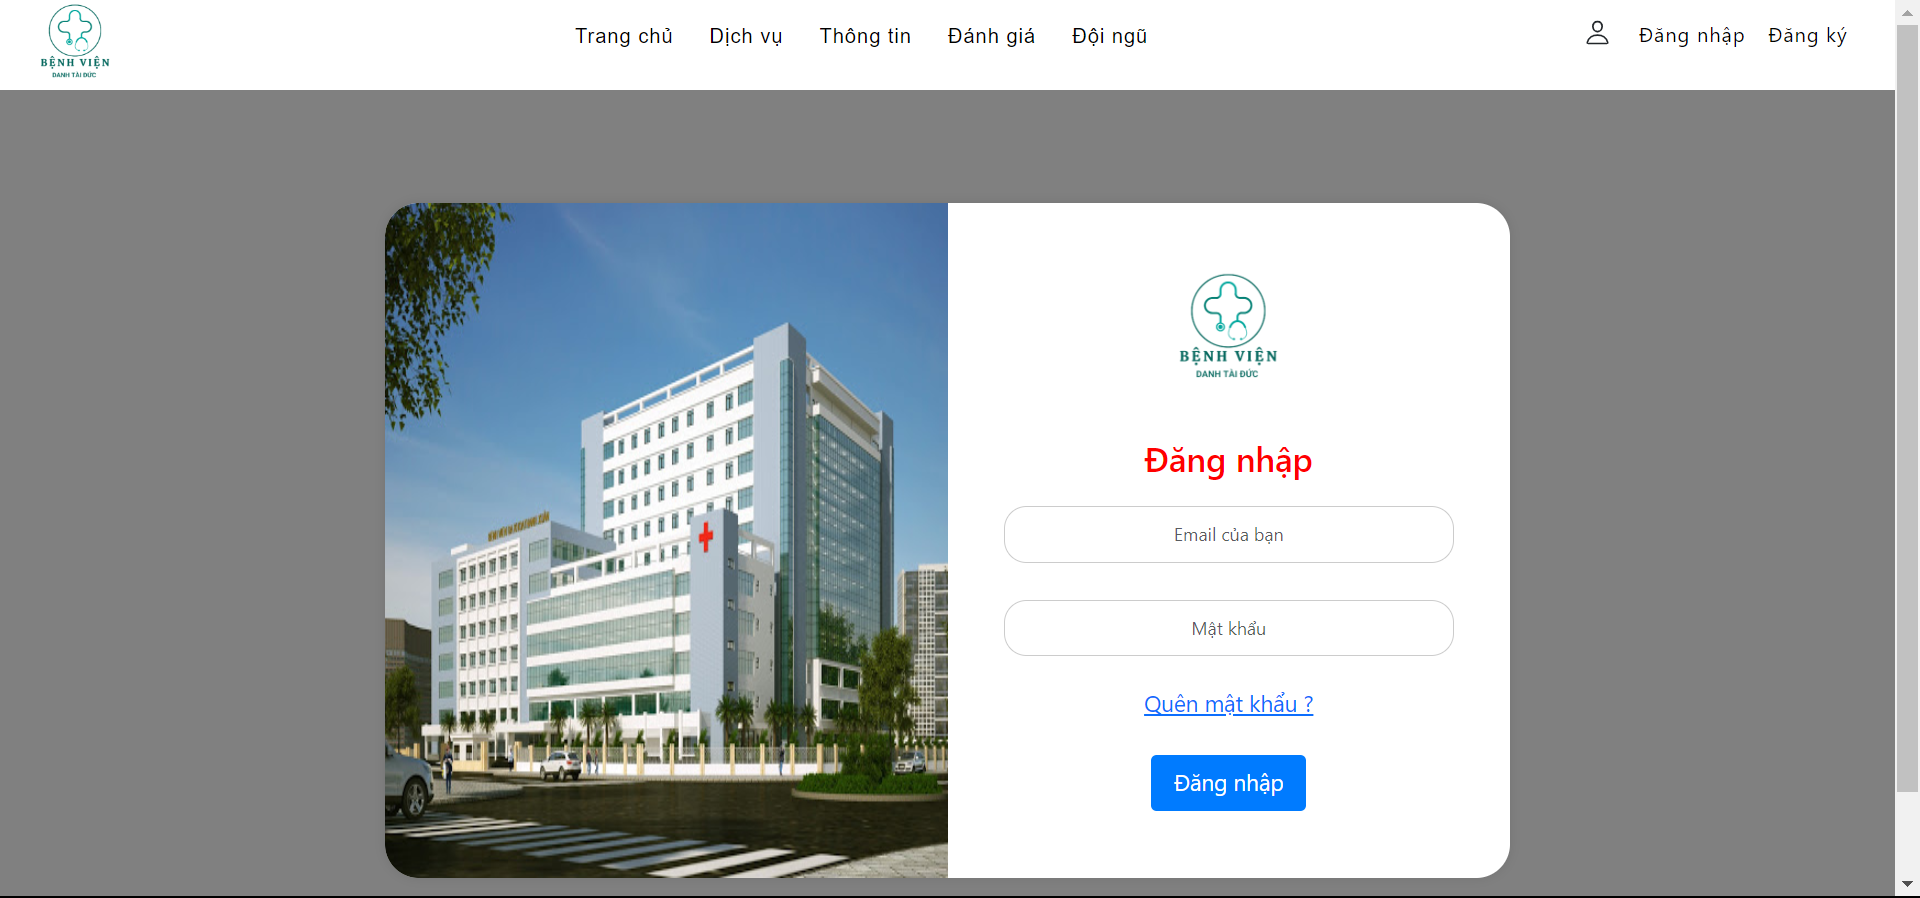 BỆNH VIỆN
DANH TÀI ĐỨC
Trang chủ Dịch vụ Thông tin Đánh giá Đội ngũ
Đăng nhập Đăng ký
BỆNH VIỆN
DANH TÀI ĐỨC
Đăng nhập
Email của bạn
Mật khẩu
Quên mật khẩu ?
Đăng nhập